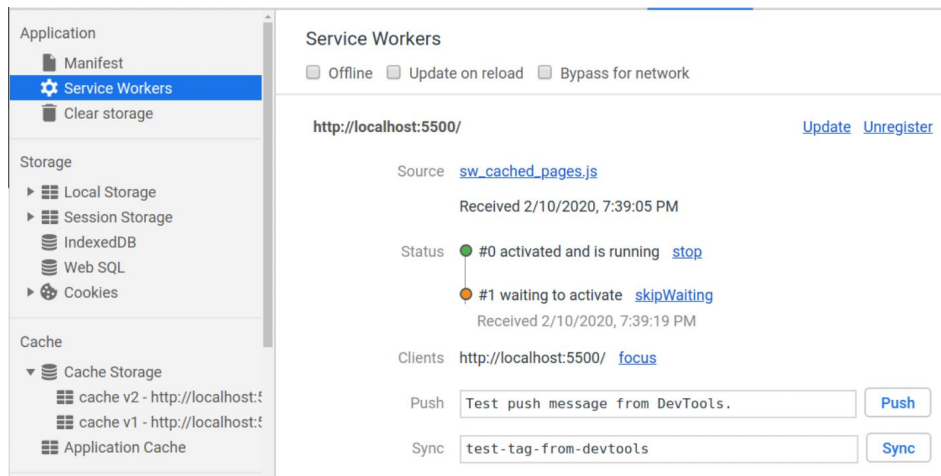 Application
Manifest
Service Workers
Clear storage
Storage
Local Storage
Session Storage
IndexedDB
Web SQL
Cookies
Cache
Cache Storage
cache v2 - http://localhost:5
cache v1 - http://localhost:5
Application Cache
Service Workers
Offline Update on reload Bypass for network
http://localhost:5500/ Update Unregister
Source sw_cached_pages.js
Received 2/10/2020, 7:39:05 PM
Status #0 activated and is running stop
#1 waiting to activate skipWaiting
Received 2/10/2020, 7:39:19 PM
Clients http://localhost:5500/ focus
Push Test push message from DevTools. Push
Sync test-tag-from-devtools Sync